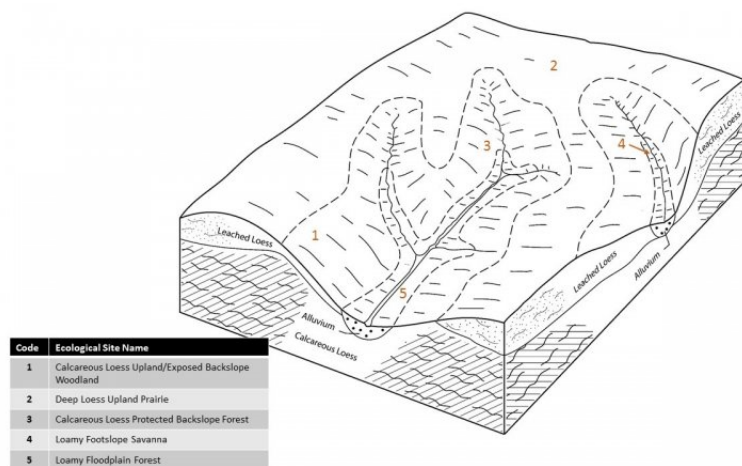 2
3
4
1
5
Leached Loess
Leached Loess
Leached Loess
Alluvium
Alluvium
Calcareous Loess
Code Ecological Site Name
1 Calcareous Loess Upland/Exposed Backslope
Woodland
2 Deep Loess Upland Prairie
3 Calcareous Loess Protected Backslope Forest
4 Loamy Footslope Savanna
5 Loamy Floodplain Forest